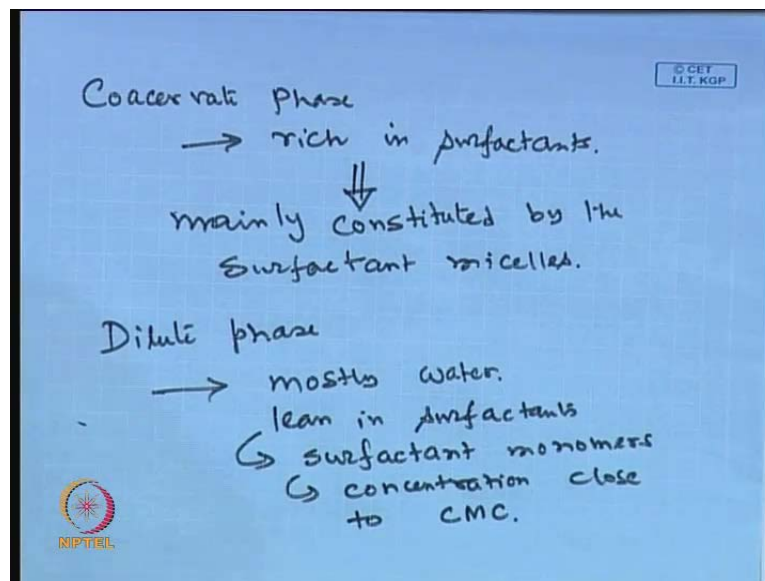 © CET
I.I.T. KGP
Coacervate phase
→ rich in surfactants.
⇓
mainly constituted by the
surfactant micelles.
Dilute phase
→ mostly water.
lean in surfactants
↳ surfactant monomers
↳ concentration close
to CMC.
NPTEL